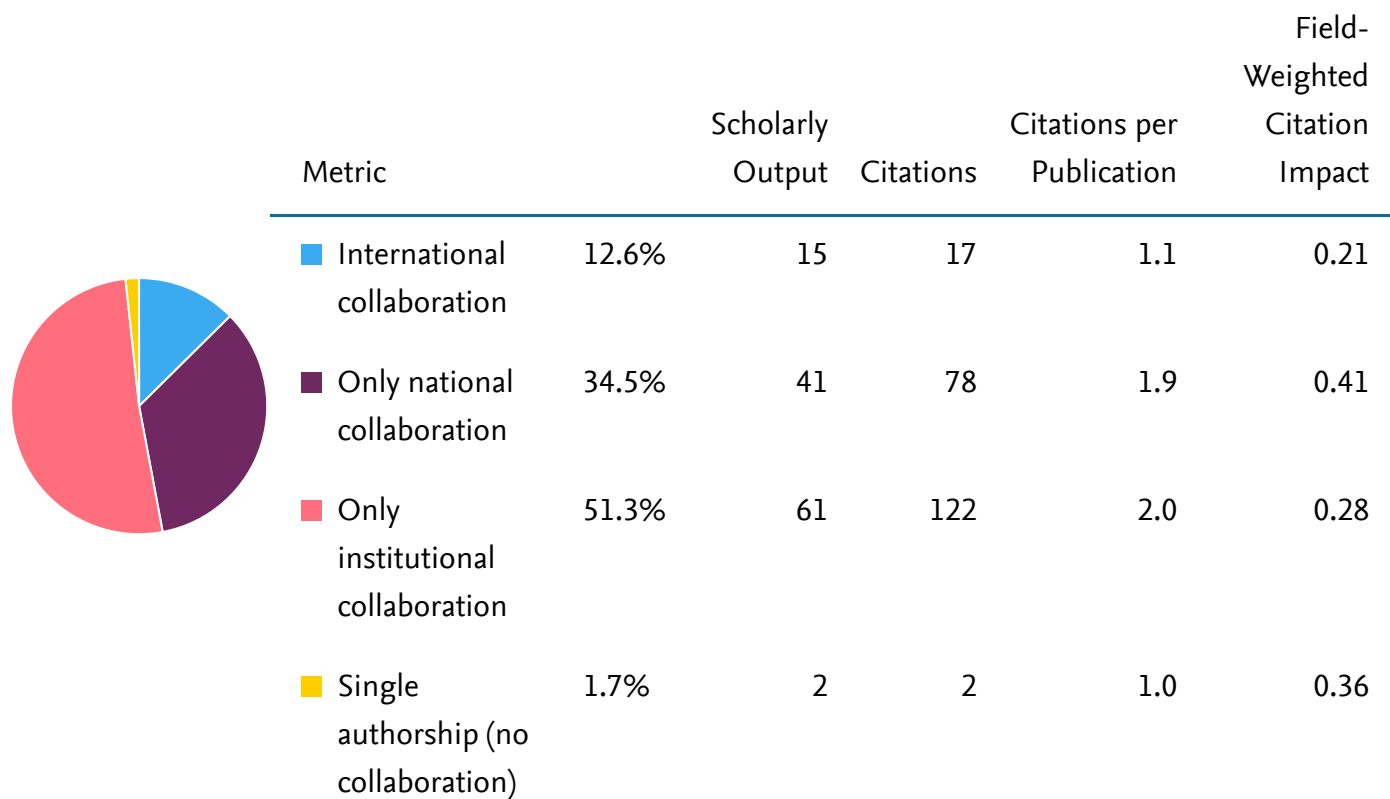 Field-
Weighted
Scholarly Citations per Citation
Metric Output Citations Publication Impact
International 12.6% 15 17 1.1 0.21
collaboration
Only national 34.5% 41 78 1.9 0.41
collaboration
Only 51.3% 61 122 2.0 0.28
institutional
collaboration
Single 1.7% 2 2 1.0 0.36
authorship (no
collaboration)